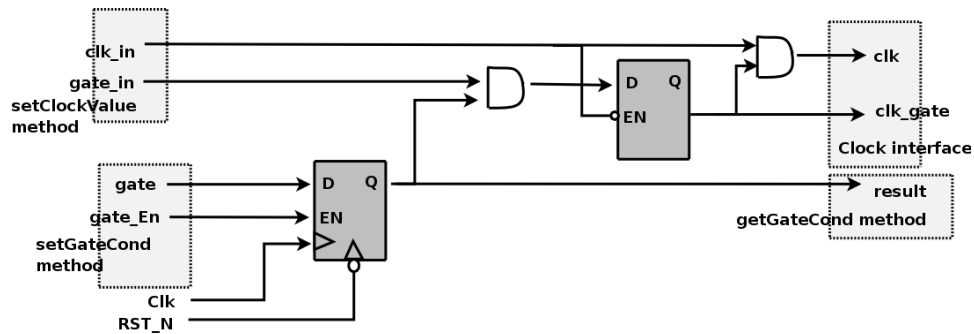 clk_in
gate_in
setClockValue
method
D
Q
EN
clk
clk_gate
Clock interface
gate
gate_En
setGateCond
method
D
Q
EN
result
getGateCond method
Clk
RST_N